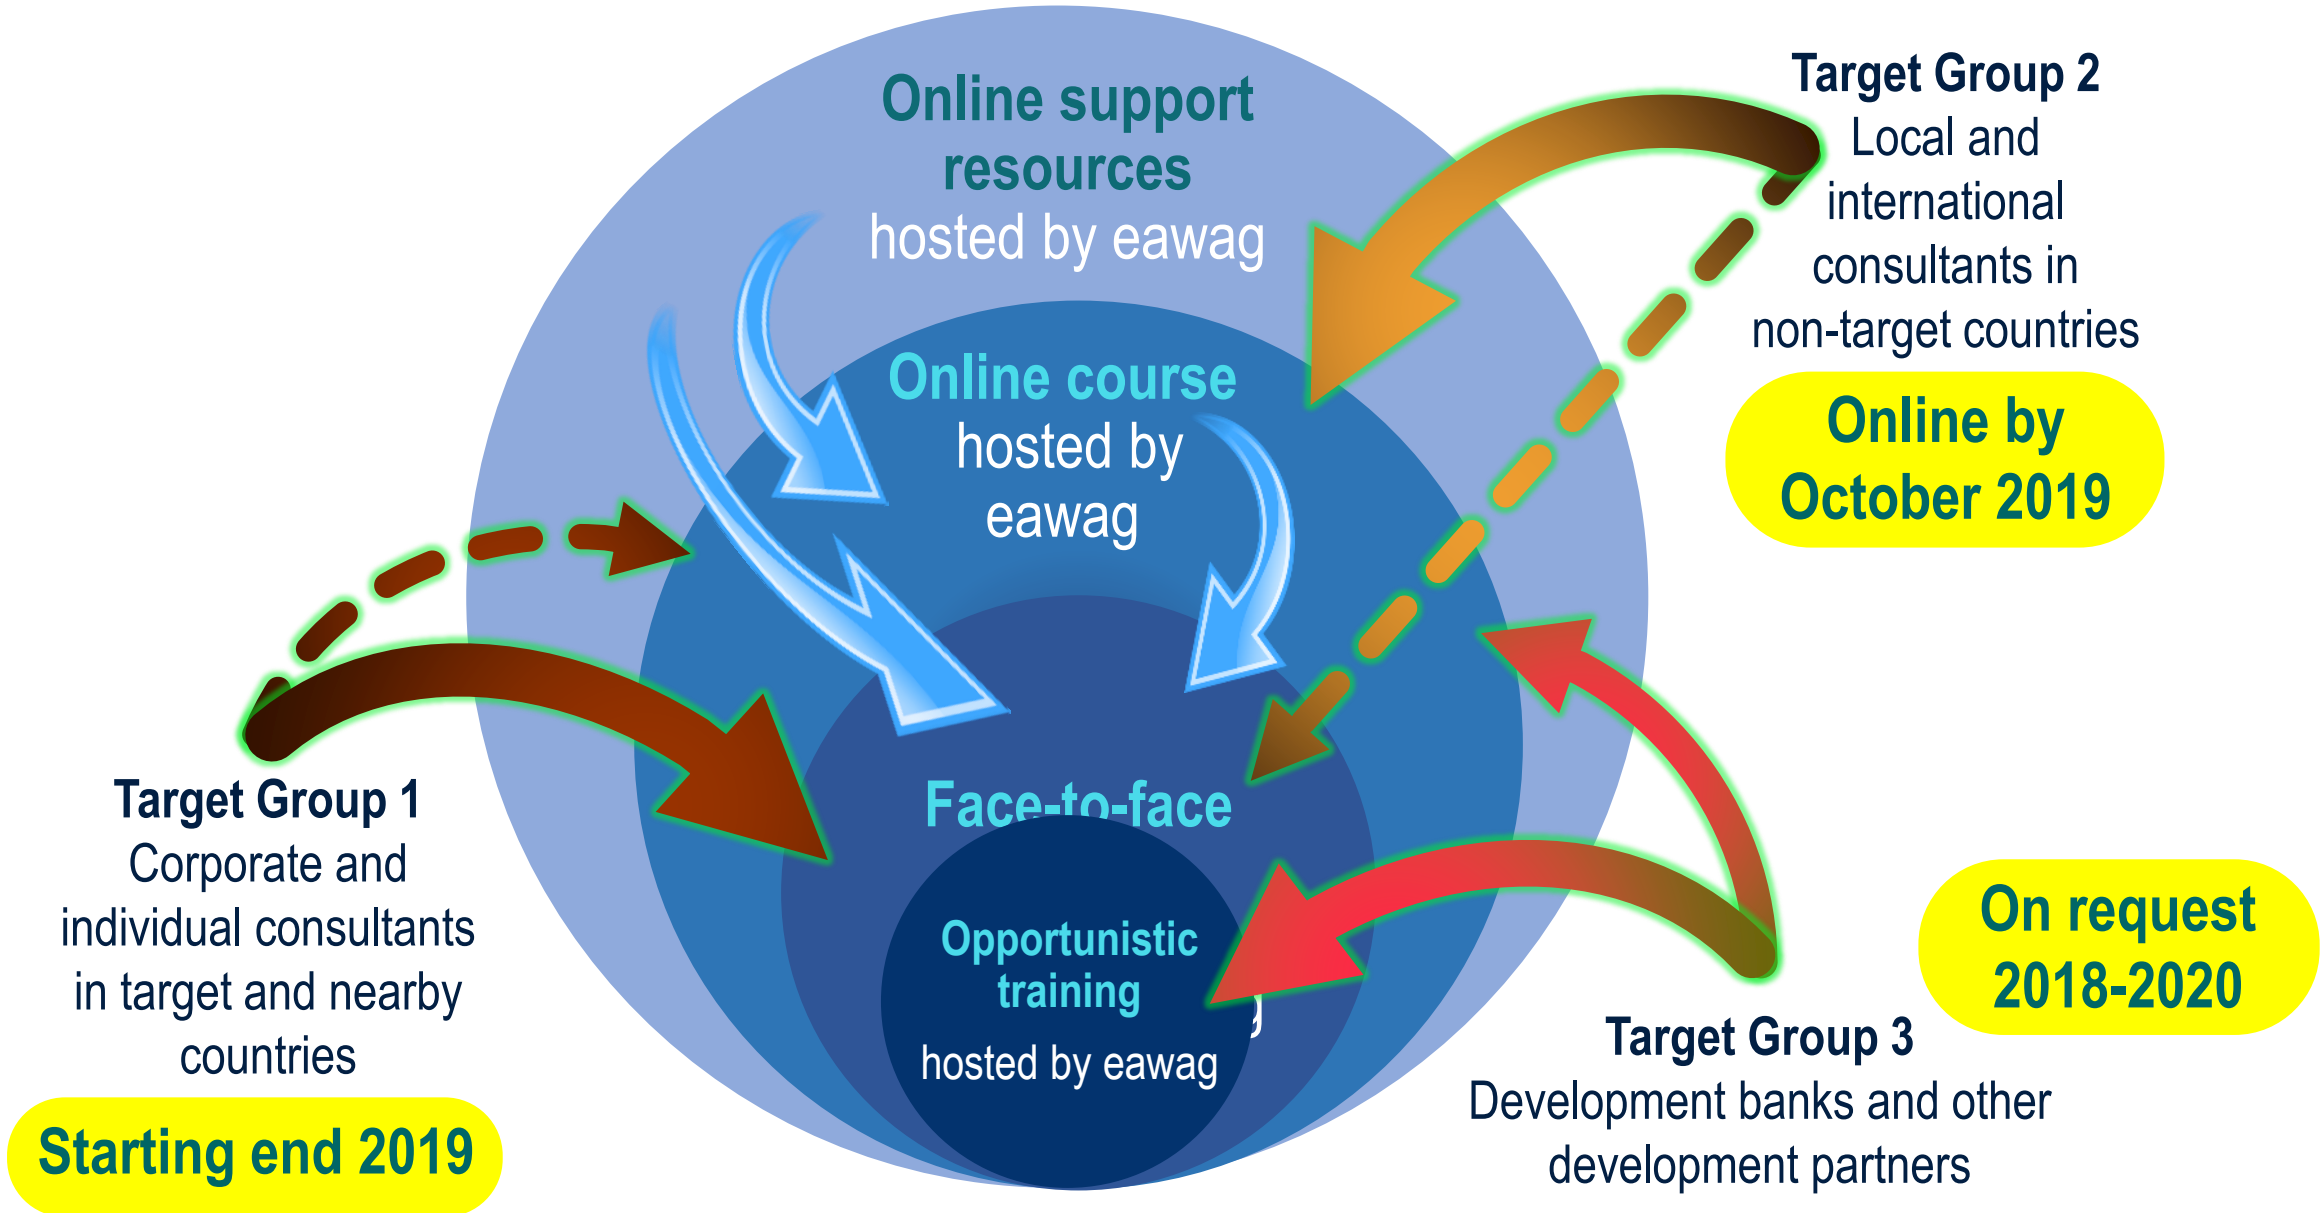 Online support
resources
hosted by eawag
Online course
hosted by
eawag
Face-to-face
Opportunistic
training
hosted by eawag
Target Group 1
Corporate and
individual consultants
in target and nearby
countries
Starting end 2019
Target Group 2
Local and
international
consultants in
non-target countries
Online by
October 2019
On request
2018-2020
Target Group 3
Development banks and other
development partners